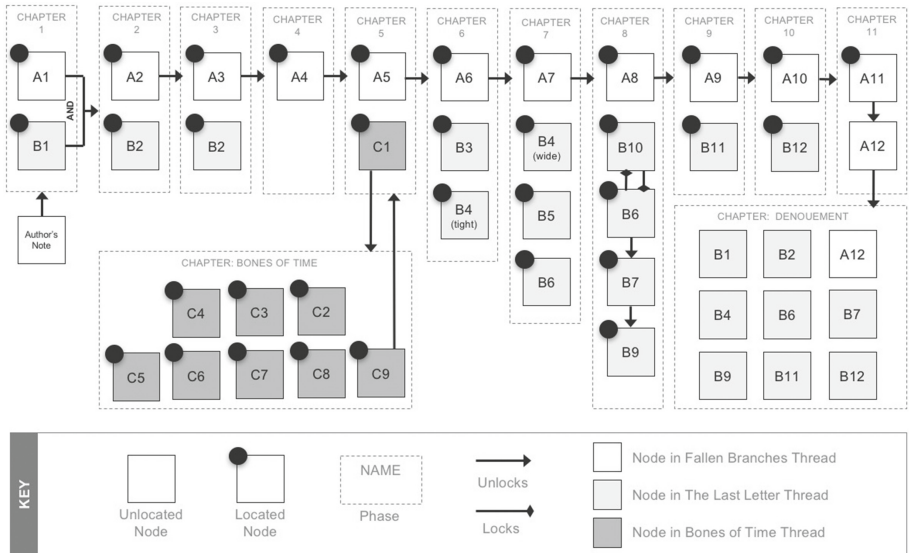 CHAPTER
1
CHAPTER
2
CHAPTER
3
CHAPTER
4
CHAPTER
5
CHAPTER
6
CHAPTER
7
CHAPTER
8
CHAPTER
9
CHAPTER
10
CHAPTER
11
A1
A2
A3
A4
A5
A6
A7
A8
A9
A10
A11
AND
B1
B2
B2
C1
B3
B4
(wide)
B10
B11
B12
A12
Author's
Note
B4
(tight)
B5
B6
B6
B7
B9
CHAPTER: BONES OF TIME
C4
C3
C2
C5
C6
C7
C8
C9
CHAPTER: DENOUEMENT
B1
B2
A12
B4
B6
B7
B9
B11
B12
KEY
Unlocated
Node
Located
Node
NAME
Phase
Unlocks
Locks
Node in Fallen Branches Thread
Node in The Last Letter Thread
Node in Bones of Time Thread